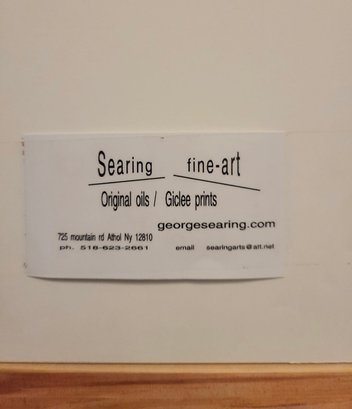 Searing fine-art
Original oils / Giclee prints
georgesearing.com
725 mountain rd Athol Ny 12810
ph. 518-623-2661 email searingarts@att.net